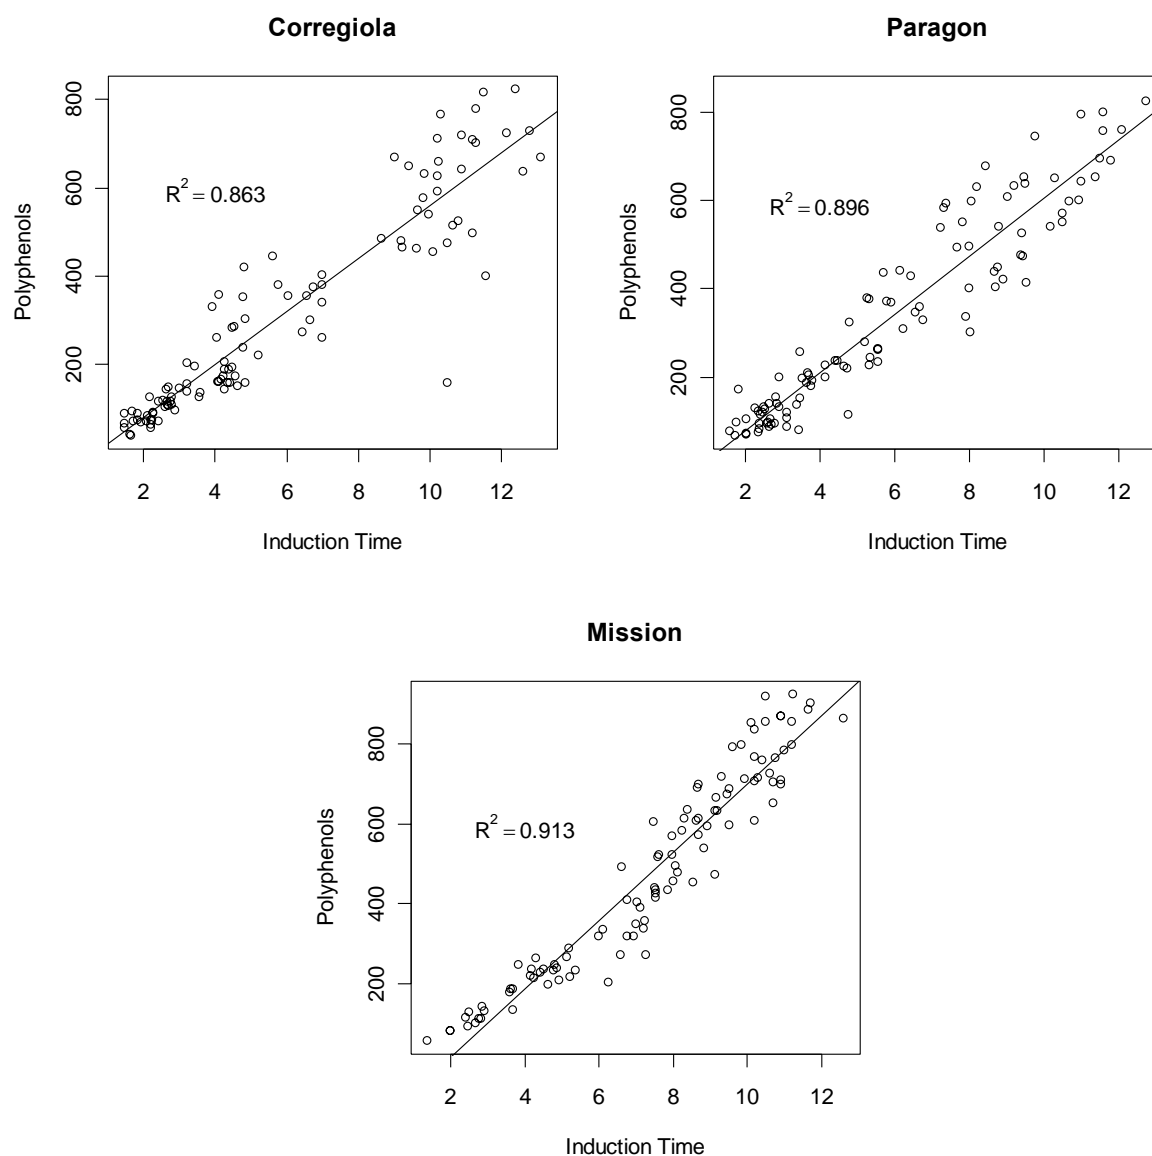 Corregiola
Polyphenols
800
600
400
200
R² = 0.863
2 4 6 8 10 12
Induction Time
Paragon
Polyphenols
800
600
400
200
R² = 0.896
2 4 6 8 10 12
Induction Time
Mission
Polyphenols
800
600
400
200
R² = 0.913
2 4 6 8 10 12
Induction Time